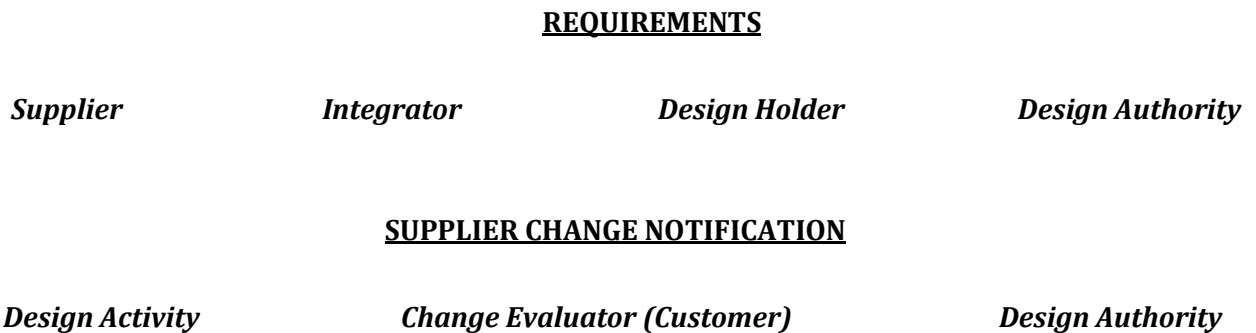 REQUIREMENTS
Supplier Integrator Design Holder Design Authority
SUPPLIER CHANGE NOTIFICATION
Design Activity Change Evaluator (Customer) Design Authority